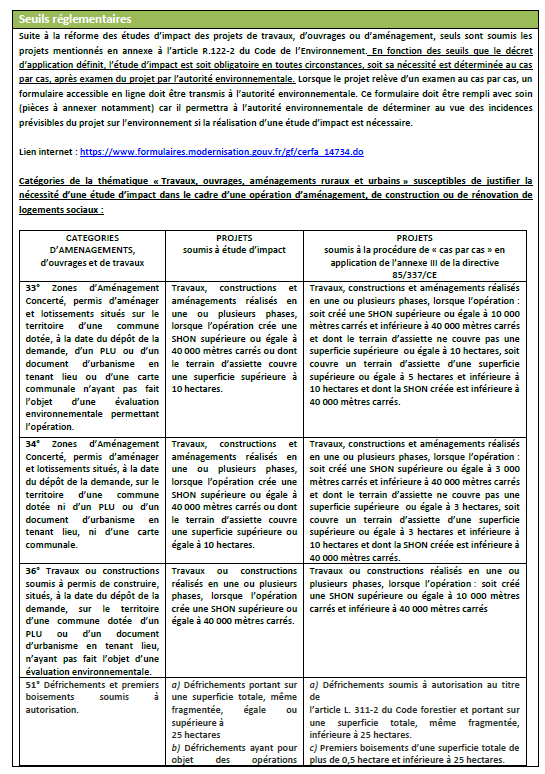 Seuils réglementaires
Suite à la réforme des études d'impact des projets de travaux, d'ouvrages ou d'aménagement, seuls sont soumis les
projets mentionnés en annexe à l'article R.122-2 du Code de l'Environnement. En fonction des seuils que le décret
d'application définit, l'étude d'impact est soit obligatoire en toutes circonstances, soit sa nécessité est déterminée au cas
par cas, après examen du projet par l'autorité environnementale. Lorsque le projet relève d'un examen au cas par cas, un
formulaire accessible en ligne doit être transmis à l'autorité environnementale. Ce formulaire doit être rempli avec soin
(pièces à annexer notamment) car il permettra à l'autorité environnementale de déterminer au vue des incidences
prévisibles du projet sur l'environnement si la réalisation d'une étude d'impact est nécessaire.
Lien internet : https://www.formulaires.modernisation.gouv.fr/gf/cerfa_14734.do
Catégories de la thématique « Travaux, ouvrages, aménagements ruraux et urbains » susceptibles de justifier la
nécessité d'une étude d'impact dans le cadre d'une opération d'aménagement, de construction ou de rénovation de
logements sociaux :
CATEGORIES
D'AMENAGEMENTS,
d'ouvrages et de travaux
PROJETS
soumis à étude d'impact
PROJETS
soumis à la procédure de « cas par cas » en
application de l'annexe III de la directive
85/337/CE
33° Zones d'Aménagement
Concerté, permis d'aménager
et lotissements situés sur le
territoire d'une commune
dotée, à la date du dépôt de la
demande, d'un PLU ou d'un
document d'urbanisme en
tenant lieu ou d'une carte
communale n'ayant pas fait
l'objet d'une évaluation
environnementale permettant
l'opération.
Travaux, constructions et
aménagements réalisés en
une ou plusieurs phases,
lorsque l'opération crée une
SHON supérieure ou égale à
40 000 mètres carrés ou dont
le terrain d'assiette couvre
une superficie supérieure à
10 hectares.
Travaux, constructions et aménagements réalisés
en une ou plusieurs phases, lorsque l'opération :
soit crée une SHON supérieure ou égale à 10 000
mètres carrés et inférieure à 40 000 mètres carrés
et dont le terrain d'assiette ne couvre pas une
superficie supérieure ou égale à 10 hectares, soit
couvre un terrain d'assiette d'une superficie
supérieure ou égale à 5 hectares et inférieure à
10 hectares et dont la SHON créée est inférieure à
40 000 mètres carrés.
34° Zones d'Aménagement
Concerté, permis d'aménager
et lotissements situés, à la date
du dépôt de la demande, sur le
territoire d'une commune
dotée ni d'un PLU ou d'un
document d'urbanisme en
tenant lieu, ni d'une carte
communale.
Travaux, constructions et
aménagements réalisés en
une ou plusieurs phases,
lorsque l'opération crée une
SHON supérieure ou égale à
40 000 mètres carrés ou dont
le terrain d'assiette couvre
une superficie supérieure ou
égale à 10 hectares.
Travaux, constructions et aménagements réalisés
en une ou plusieurs phases, lorsque l'opération :
soit créé une SHON supérieure ou égale à 3 000
mètres carrés et inférieure à 40 000 mètres carrés
et dont le terrain d'assiette ne couvre pas une
superficie supérieure ou égale à 3 hectares, soit
couvre un terrain d'assiette d'une superficie
supérieure ou égale à 3 hectares et inférieure à
10 hectares et dont la SHON créée est inférieure à
40 000 mètres carrés.
36° Travaux ou constructions
soumis à permis de construire,
situés, à la date du dépôt de la
demande, sur le territoire
d'une commune dotée d'un
PLU ou d'un document
d'urbanisme en tenant lieu,
n'ayant pas fait l'objet d'une
évaluation environnementale.
Travaux ou constructions
réalisés en une ou plusieurs
phases, lorsque l'opération
crée une SHON supérieure ou
égale à 40 000 mètres carrés.
Travaux ou constructions réalisés en une ou
plusieurs phases, lorsque l'opération : soit créé
une SHON supérieure ou égale à 10 000 mètres
carrés et inférieure à 40 000 mètres carrés
51° Défrichements et premiers
boisements soumis à
autorisation.
a) Défrichements portant sur
une superficie totale, même
fragmentée, égale ou
supérieure à
25 hectares
b) Défrichements ayant pour
objet des opérations
a) Défrichements soumis à autorisation au titre
de
l'article L. 311-2 du Code forestier et portant sur
une superficie totale, même fragmentée,
inférieure à 25 hectares.
c) Premiers boisements d'une superficie totale de
plus de 0,5 hectare et inférieure à 25 hectares.